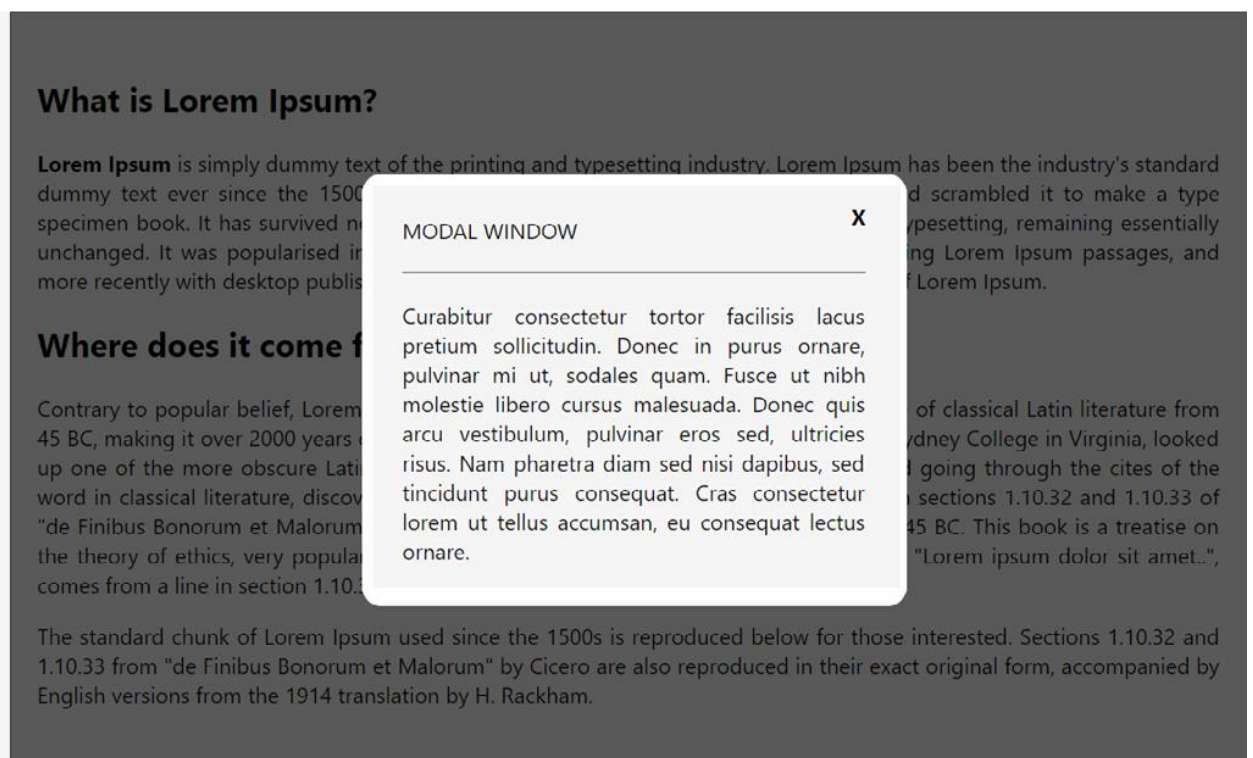 What is Lorem Ipsum?
Lorem Ipsum is simply dummy text of the printing and typesetting industry. Lorem Ipsum has been the industry's standard
dummy text ever since the 1500 d scrambled it to make a type
specimen book. It has survived ypesetting, remaining essentially
unchanged. It was popularised ing Lorem Ipsum passages, and
more recently with desktop publis f Lorem Ipsum.
Where does it come
Contrary to popular belief, Lorem of classical Latin literature from
45 BC, making it over 2000 years ydney College in Virginia, looked
up one of the more obscure Lati going through the cites of the
word in classical literature, discov sections 1.10.32 and 1.10.33 of
"de Finibus Bonorum et Malorum 45 BC. This book is a treatise on
the theory of ethics, very popula "Lorem ipsum dolor sit amet..",
comes from a line in section 1.10.
The standard chunk of Lorem Ipsum used since the 1500s is reproduced below for those interested. Sections 1.10.32 and
1.10.33 from "de Finibus Bonorum et Malorum" by Cicero are also reproduced in their exact original form, accompanied by
English versions from the 1914 translation by H. Rackham.
MODAL WINDOW
X
Curabitur consectetur tortor facilisis lacus
pretium sollicitudin. Donec in purus ornare,
pulvinar mi ut, sodales quam. Fusce ut nibh
molestie libero cursus malesuada. Donec quis
arcu vestibulum, pulvinar eros sed, ultricies
risus. Nam pharetra diam sed nisi dapibus, sed
tincidunt purus consequat. Cras consectetur
lorem ut tellus accumsan, eu consequat lectus
ornare.